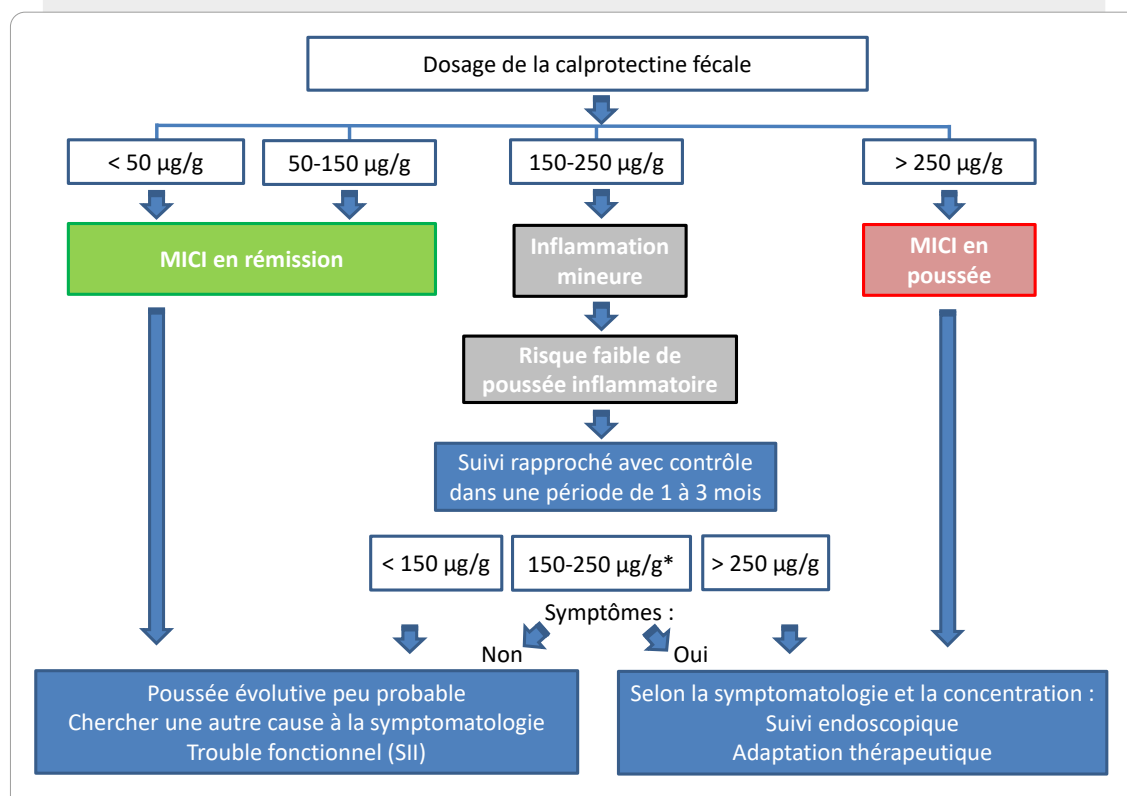 Dosage de la calprotectine fécale
< 50 µg/g
50-150 µg/g
150-250 µg/g
> 250 µg/g
MICI en rémission
Inflammation
mineure
MICI en
poussée
Risque faible de
poussée inflammatoire
Suivi rapproché avec contrôle
dans une période de 1 à 3 mois
< 150 µg/g
150-250 µg/g*
> 250 µg/g
Symptômes :
Non
Oui
Poussée évolutive peu probable
Chercher une autre cause à la symptomatologie
Trouble fonctionnel (SII)
Selon la symptomatologie et la concentration :
Suivi endoscopique
Adaptation thérapeutique